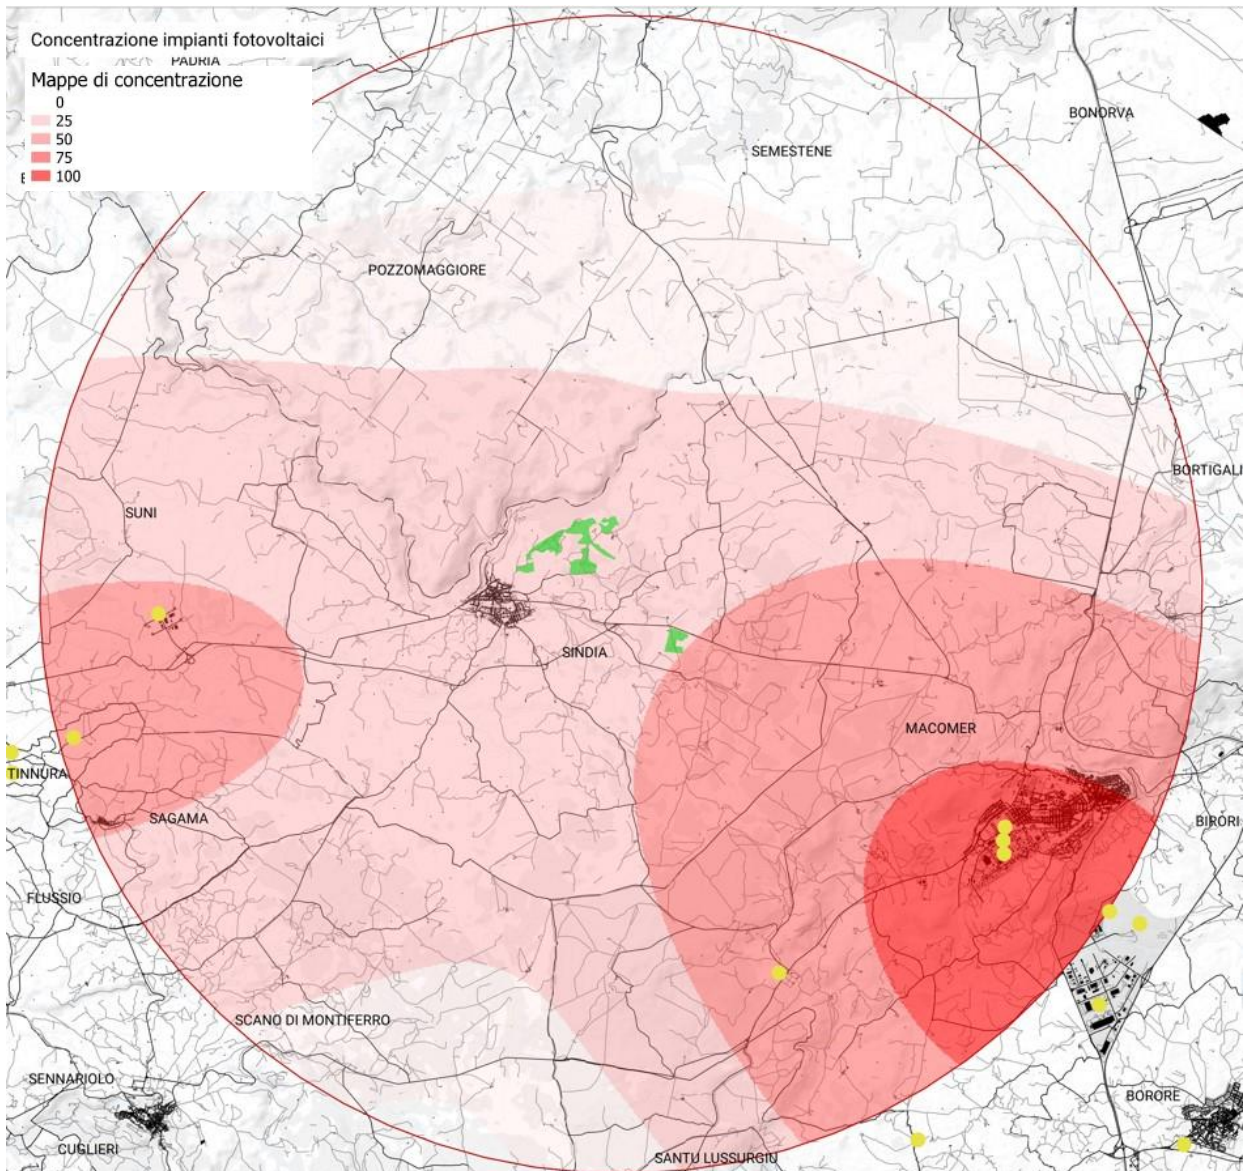 Concentrazione impianti fotovoltaici
PADRIA
Mappe di concentrazione
0
25
50
75
100
BONORVA
SEMESTENE
POZZOMAGGIORE
BORTIGALI
SUNI
SINDIA
MACOMER
TINNURA
SAGAMA
BIRORI
FLUSSIO
SCANO DI MONTIFERRO
SENNARIOLO
BORORE
CUGLIERI
SANTU LUSSURGIU